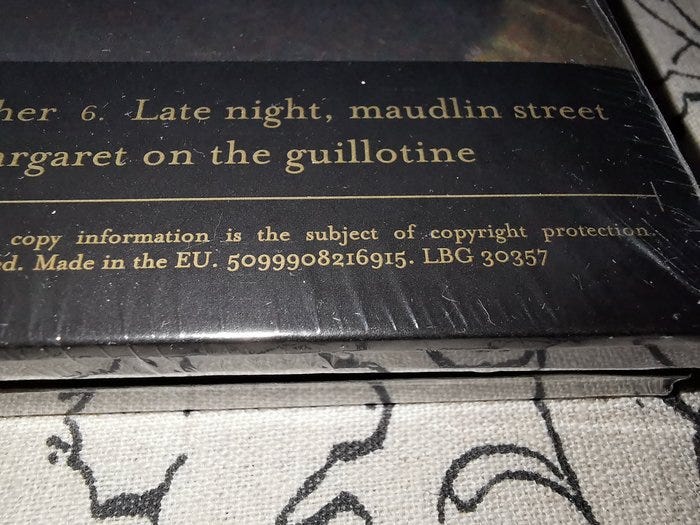 her 6. Late night, maudlin street
argaret on the guillotine
copy information is the subject of copyright protection.
ed. Made in the EU. 5099908216915. LBG 30357